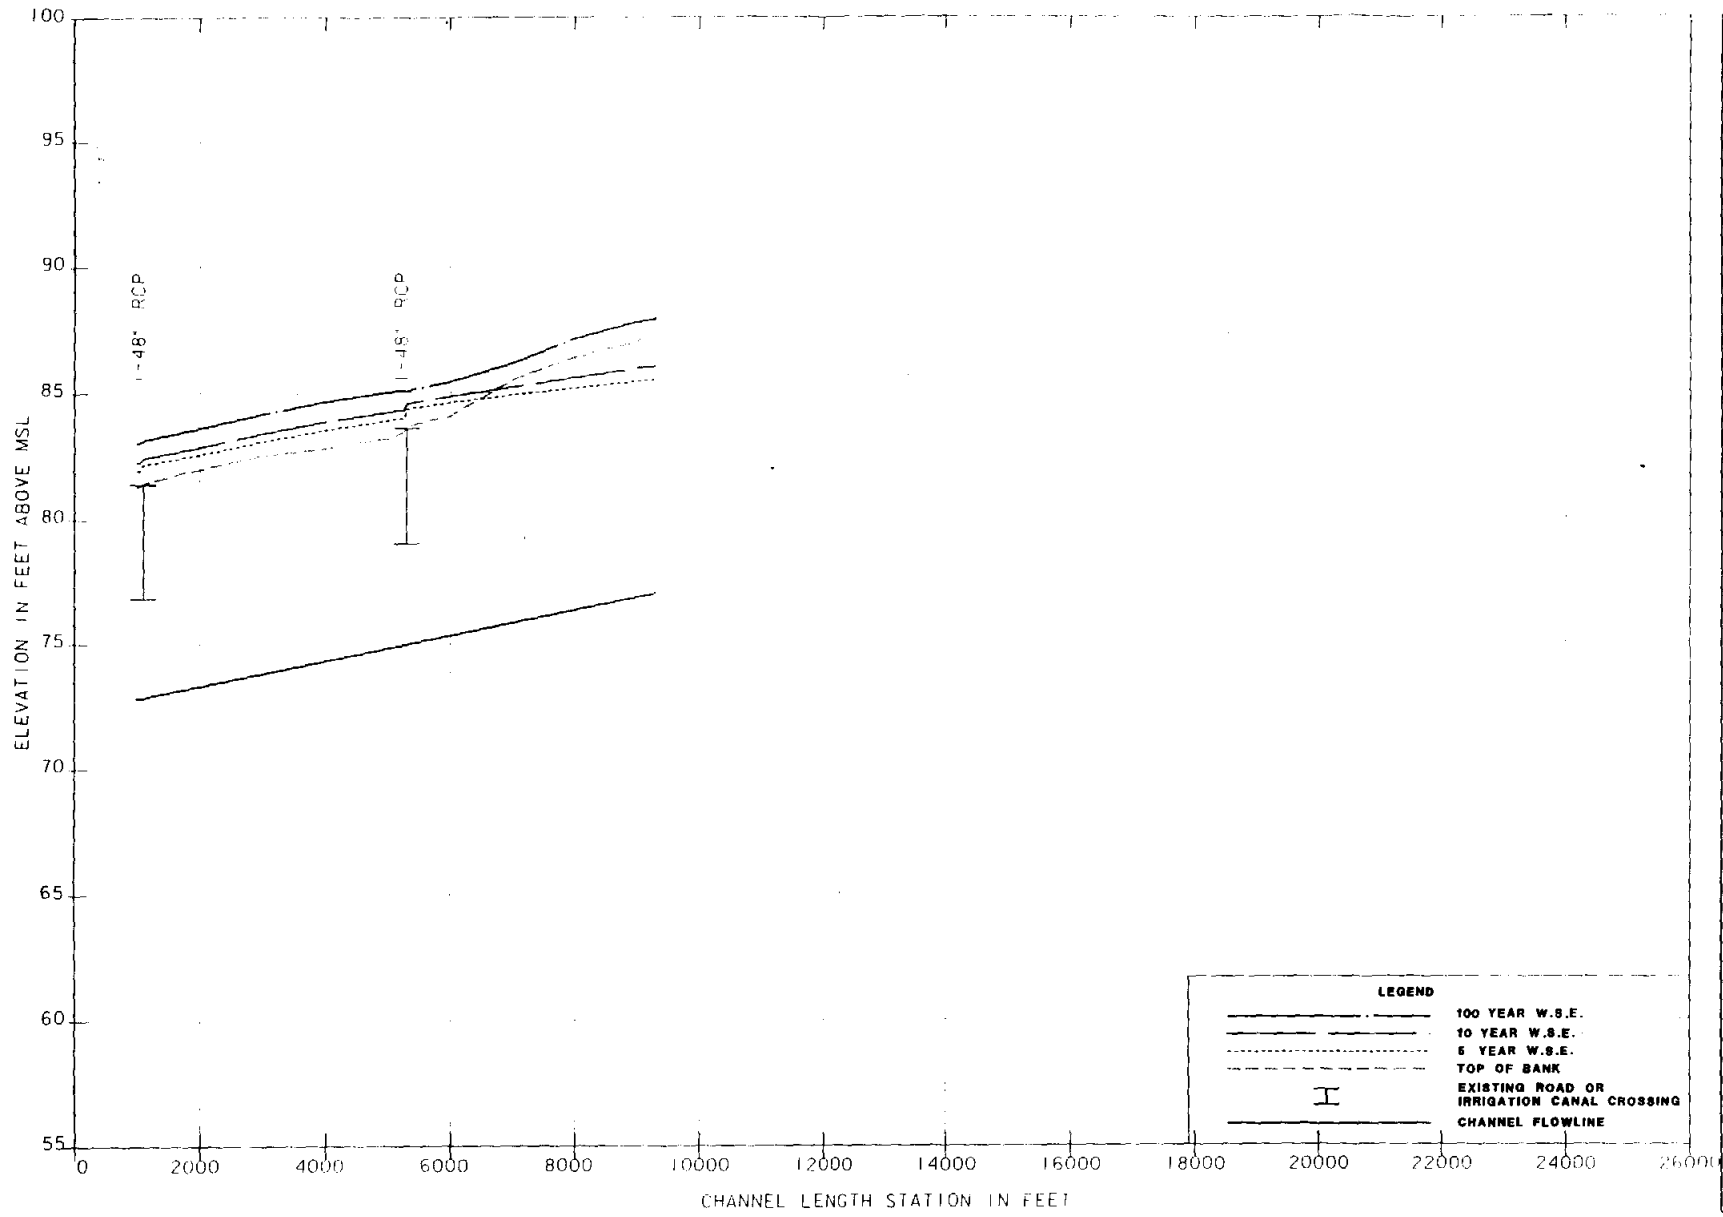 100
95
90
85
80
75
70
65
60
55
ELEVATION IN FEET ABOVE MSL
1-48" RCP
1-48" RCP
0
2000
4000
6000
8000
10000
12000
14000
16000
18000
20000
22000
24000
26000
CHANNEL LENGTH STATION IN FEET
LEGEND
100 YEAR W.S.E.
10 YEAR W.S.E.
5 YEAR W.S.E.
TOP OF BANK
EXISTING ROAD OR
IRRIGATION CANAL CROSSING
CHANNEL FLOWLINE